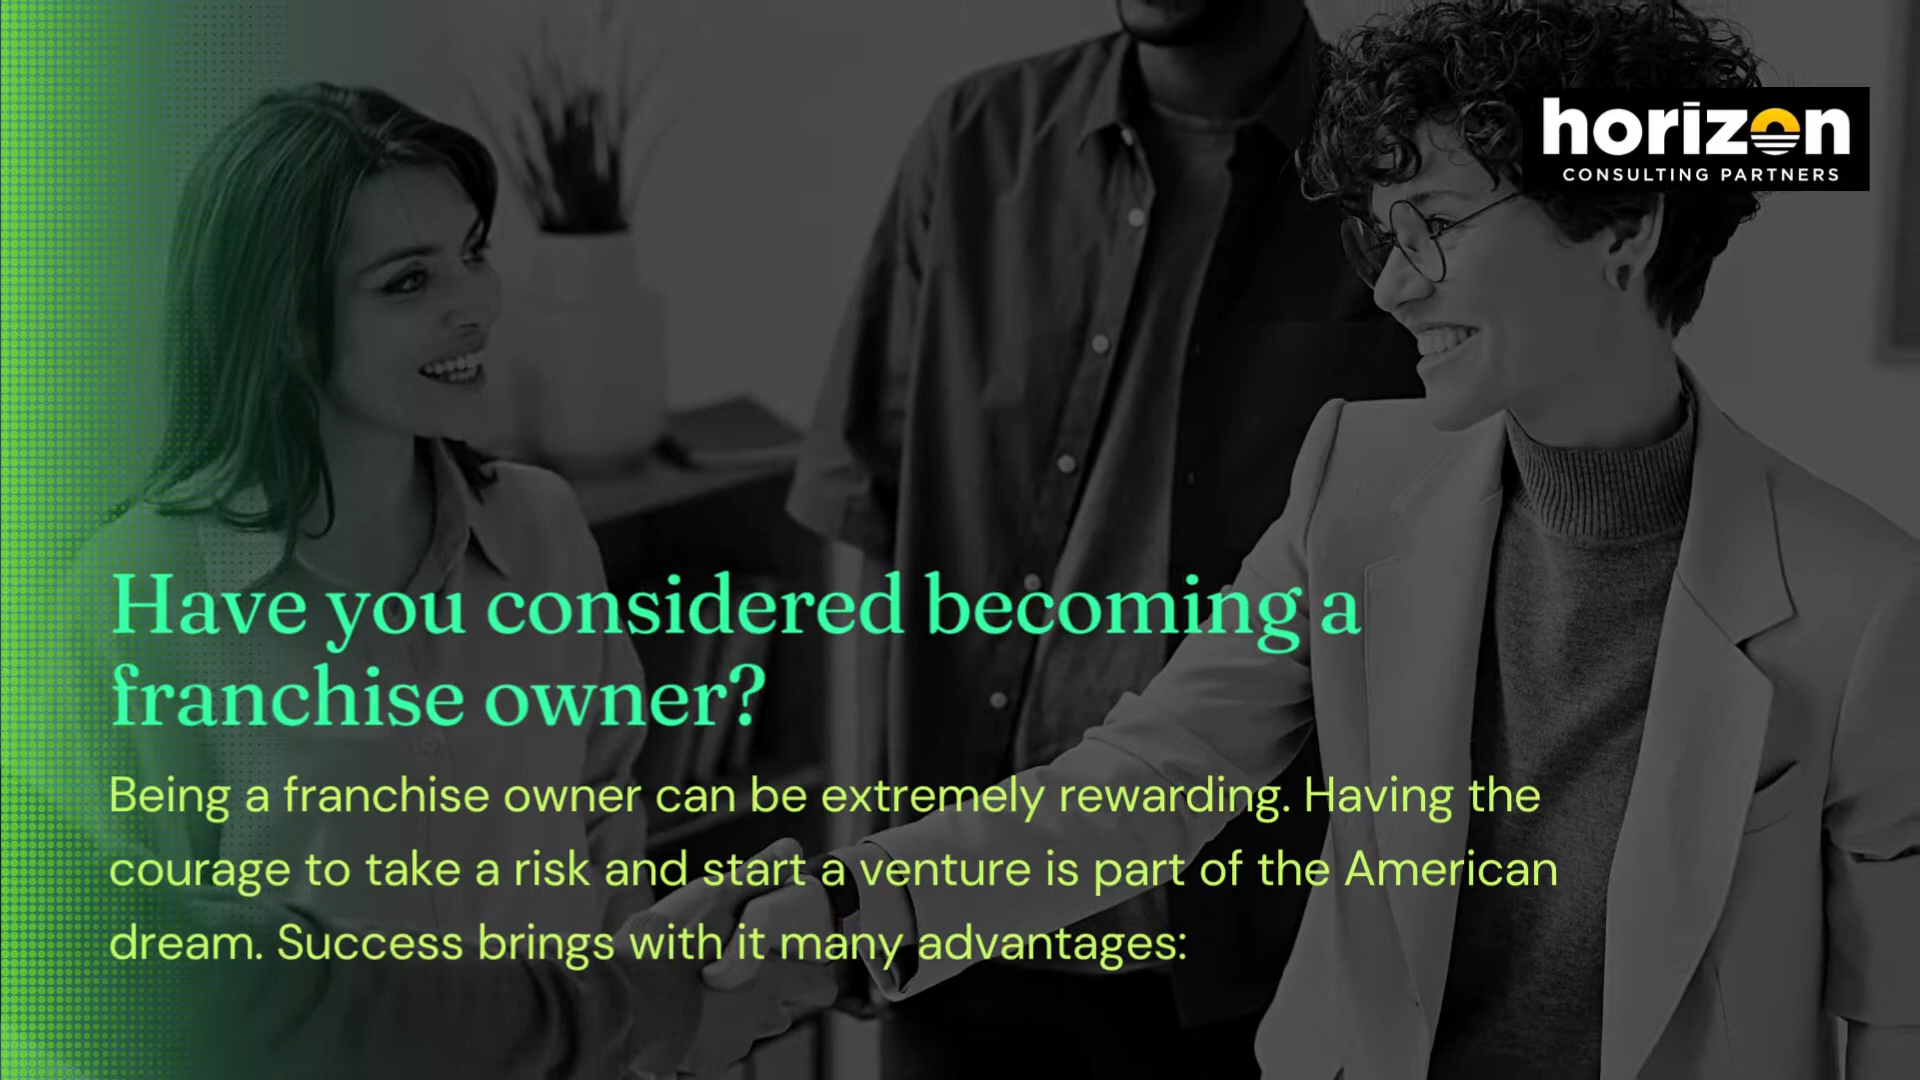 horizon
CONSULTING PARTNERS
Have you considered becoming a
franchise owner?
Being a franchise owner can be extremely rewarding. Having the
courage to take a risk and start a venture is part of the American
dream. Success brings with it many advantages: